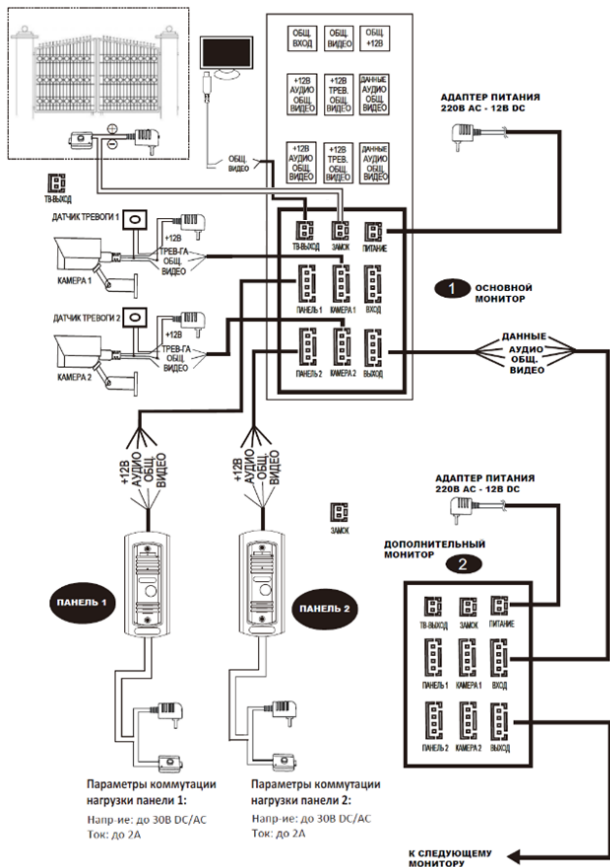 ОБЩ. ВХОД
ОБЩ. ВИДЕО
ОБЩ. +12В
+12В АУДИО ОБЩ. ВИДЕО
+12В ТРЕВ. ОБЩ. ВИДЕО
ДАННЫЕ АУДИО ОБЩ. ВИДЕО
+12В АУДИО ОБЩ. ВИДЕО
+12В ТРЕВ. ОБЩ. ВИДЕО
ДАННЫЕ АУДИО ОБЩ. ВИДЕО
АДАПТЕР ПИТАНИЯ
220В AC - 12В DC
ОБЩ.
ВИДЕО
ТВ-ВЫХОД
ДАТЧИК ТРЕВОГИ 1
+12В
ТРЕВ-ГА
ОБЩ.
ВИДЕО
КАМЕРА 1
ДАТЧИК ТРЕВОГИ 2
+12В
ТРЕВ-ГА
ОБЩ.
ВИДЕО
КАМЕРА 2
ТВ-ВЫХОД
ЗАМОК
ПИТАНИЕ
ПАНЕЛЬ 1
КАМЕРА 1
ВХОД
ПАНЕЛЬ 2
КАМЕРА 2
ВЫХОД
1
ОСНОВНОЙ
МОНИТОР
ДАННЫЕ
АУДИО
ОБЩ.
ВИДЕО
+12В
АУДИО
ОБЩ.
ВИДЕО
+12В
АУДИО
ОБЩ.
ВИДЕО
ЗАМОК
АДАПТЕР ПИТАНИЯ
220В AC - 12В DC
ДОПОЛНИТЕЛЬНЫЙ
МОНИТОР
2
ПАНЕЛЬ 1
ПАНЕЛЬ 2
ТВ-ВЫХОД
ЗАМОК
ПИТАНИЕ
ПАНЕЛЬ 1
КАМЕРА 1
ВХОД
ПАНЕЛЬ 2
КАМЕРА 2
ВЫХОД
Параметры коммутации
нагрузки панели 1:
Напр-ие: до 30В DC/AC
Ток: до 2А
Параметры коммутации
нагрузки панели 2:
Напр-ие: до 30В DC/AC
Ток: до 2А
К СЛЕДУЮЩЕМУ
МОНИТОРУ